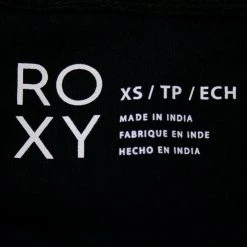 RO
XY
XS / TP / ECH
MADE IN INDIA
FABRIQUE EN INDE
HECHO EN INDIA